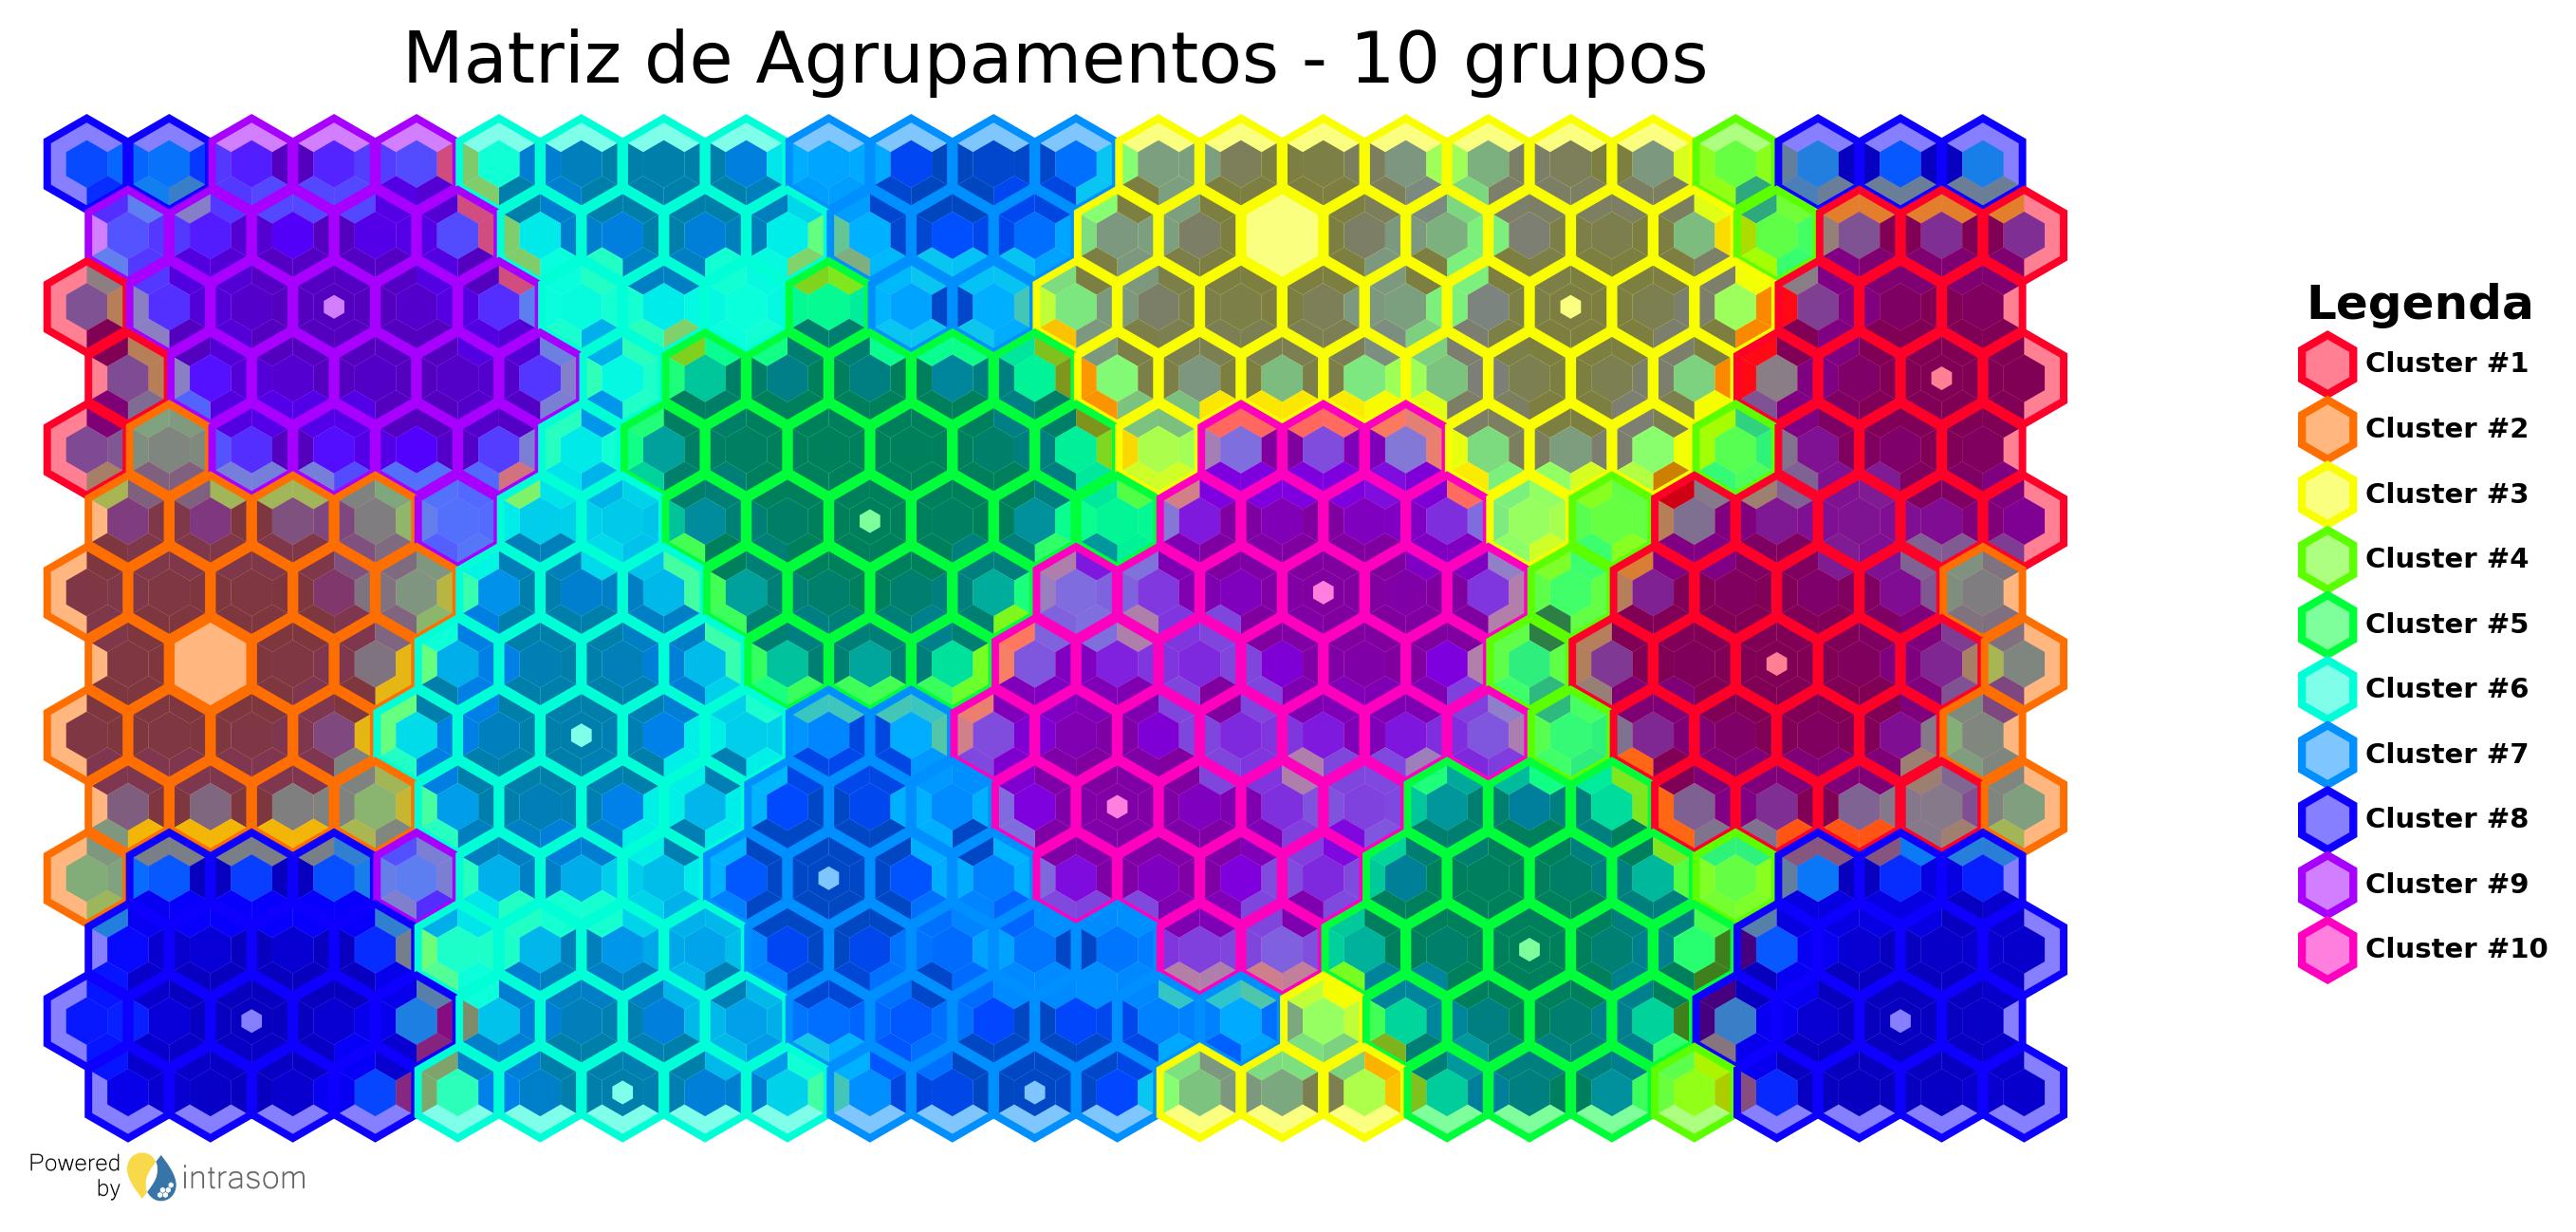 Matriz de Agrupamentos - 10 grupos
Legenda
Cluster #1
Cluster #2
Cluster #3
Cluster #4
Cluster #5
Cluster #6
Cluster #7
Cluster #8
Cluster #9
Cluster #10
Powered
by
intrasom